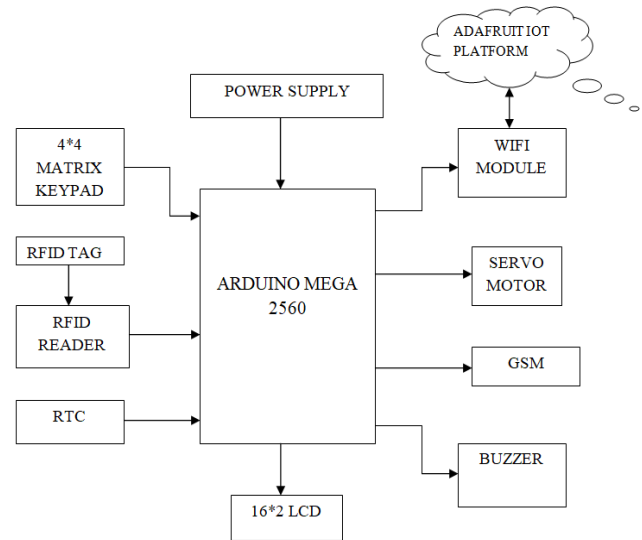 ADAFRUIT IOT
PLATFORM
POWER SUPPLY
4*4
MATRIX
KEYPAD
WIFI
MODULE
RFID TAG
ARDUINO MEGA
2560
SERVO
MOTOR
RFID
READER
GSM
RTC
BUZZER
16*2 LCD